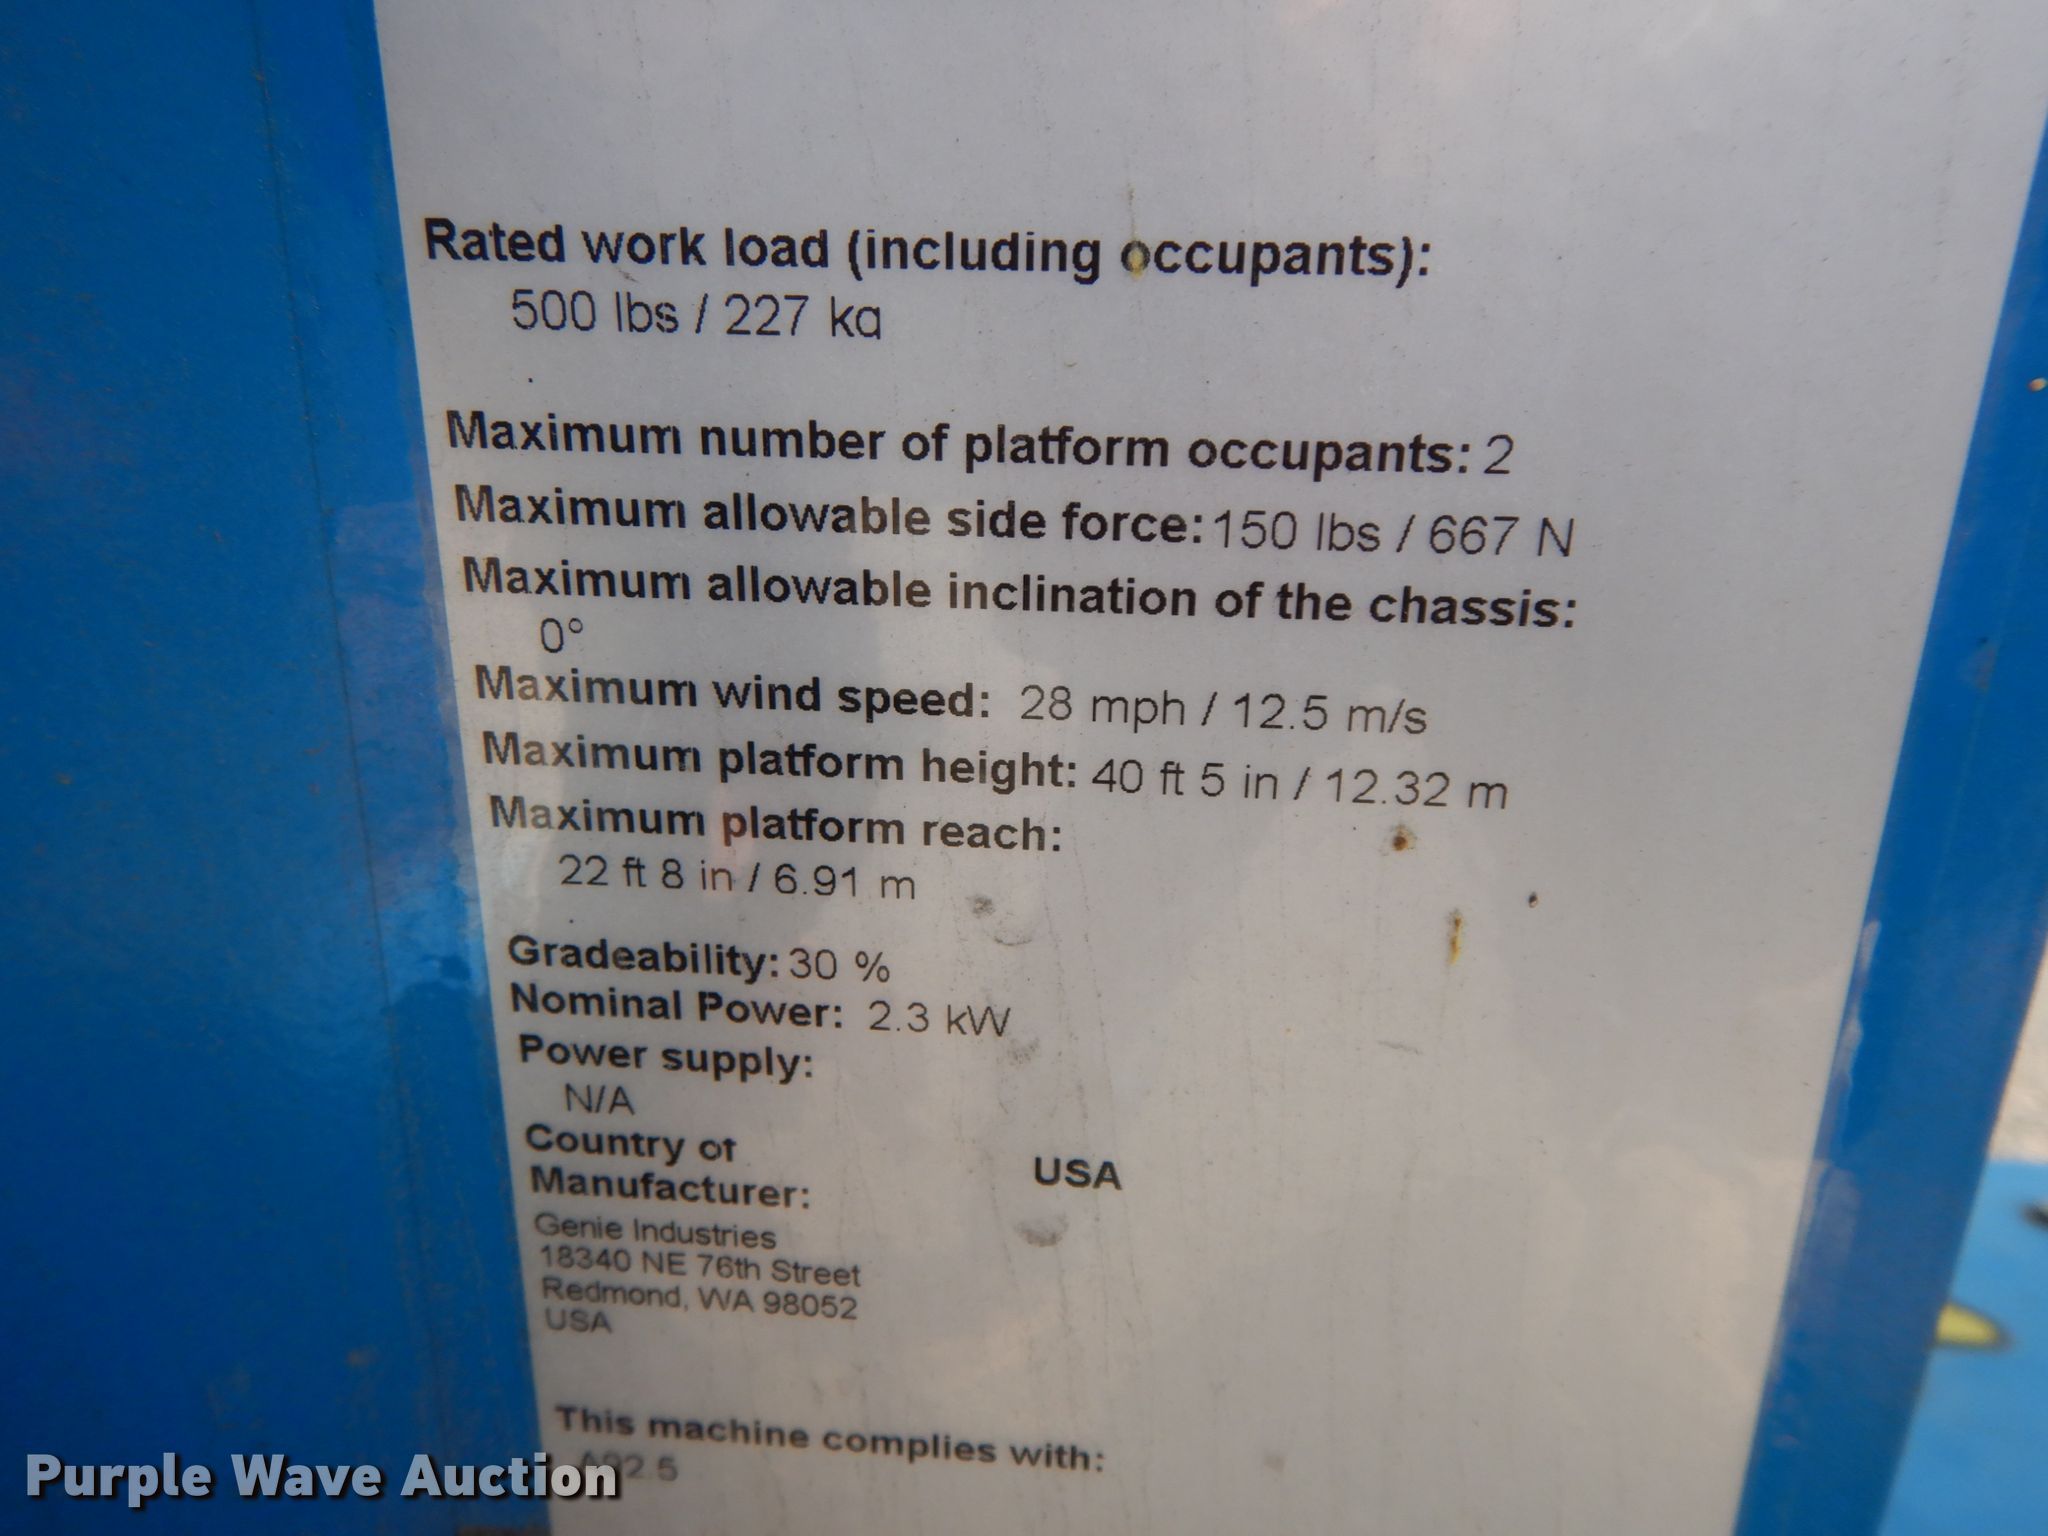 Rated work load (including occupants):
500 lbs / 227 kg
Maximum number of platform occupants: 2
Maximum allowable side force: 150 lbs / 667 N
Maximum allowable inclination of the chassis:
0°
Maximum wind speed: 28 mph / 12.5 m/s
Maximum platform height: 40 ft 5 in / 12.32 m
Maximum platform reach:
22 ft 8 in / 6.91 m
Gradeability: 30 %
Nominal Power: 2.3 kW
Power supply:
N/A
Country of
Manufacturer: USA
Genie Industries
18340 NE 76th Street
Redmond, WA 98052
USA
This machine complies with:
A92.5
Purple Wave Auction